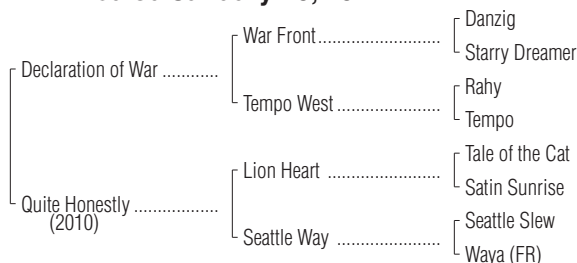 Danzig
War Front
Starry Dreamer
Declaration of War
Rahy
Tempo West
Tempo
Tale of the Cat
Lion Heart
Satin Sunrise
Quite Honestly
(2010)
Seattle Slew
Seattle Way
Waya (FR)